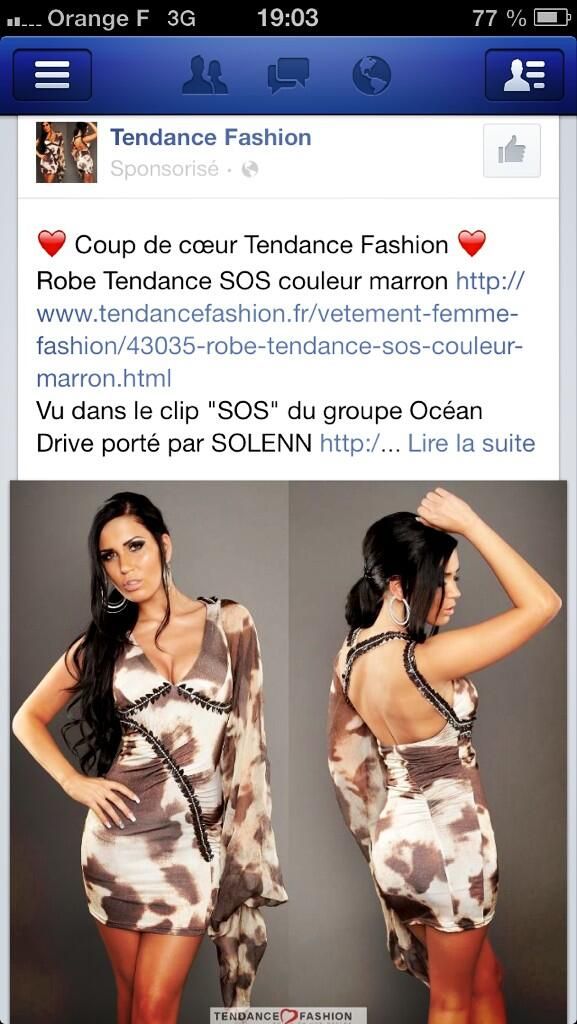 Orange F 3G 19:03 77 %
Tendance Fashion
Sponsorisé ·
❤️ Coup de cœur Tendance Fashion ❤️
Robe Tendance SOS couleur marron http://
www.tendancefashion.fr/vetement-femme-
fashion/43035-robe-tendance-sos-couleur-
marron.html
Vu dans le clip "SOS" du groupe Océan
Drive porté par SOLENN http:/... Lire la suite
TENDANCE FASHION